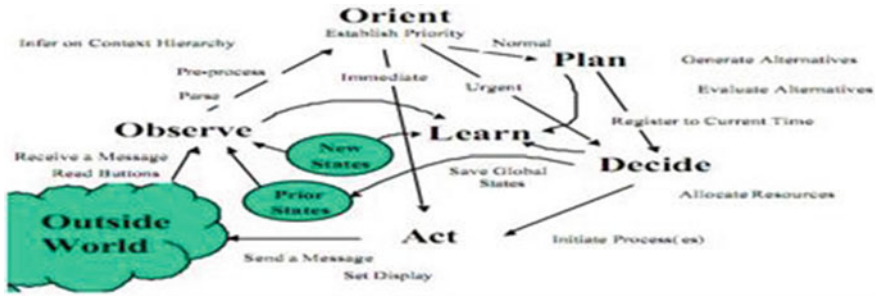 Orient
Establish Priority
Infer on Context Hierarchy
Normal
Plan
Generate Alternatives
Pre-process
Immediate
Urgent
Evaluate Alternatives
Parse
Observe
New
States
Learn
Register to Current Time
Receive a Message
Read Buttons
Decide
Save Global
States
Prior
States
Allocate Resources
Outside
World
Act
Initiate Process(es)
Send a Message
Set Display